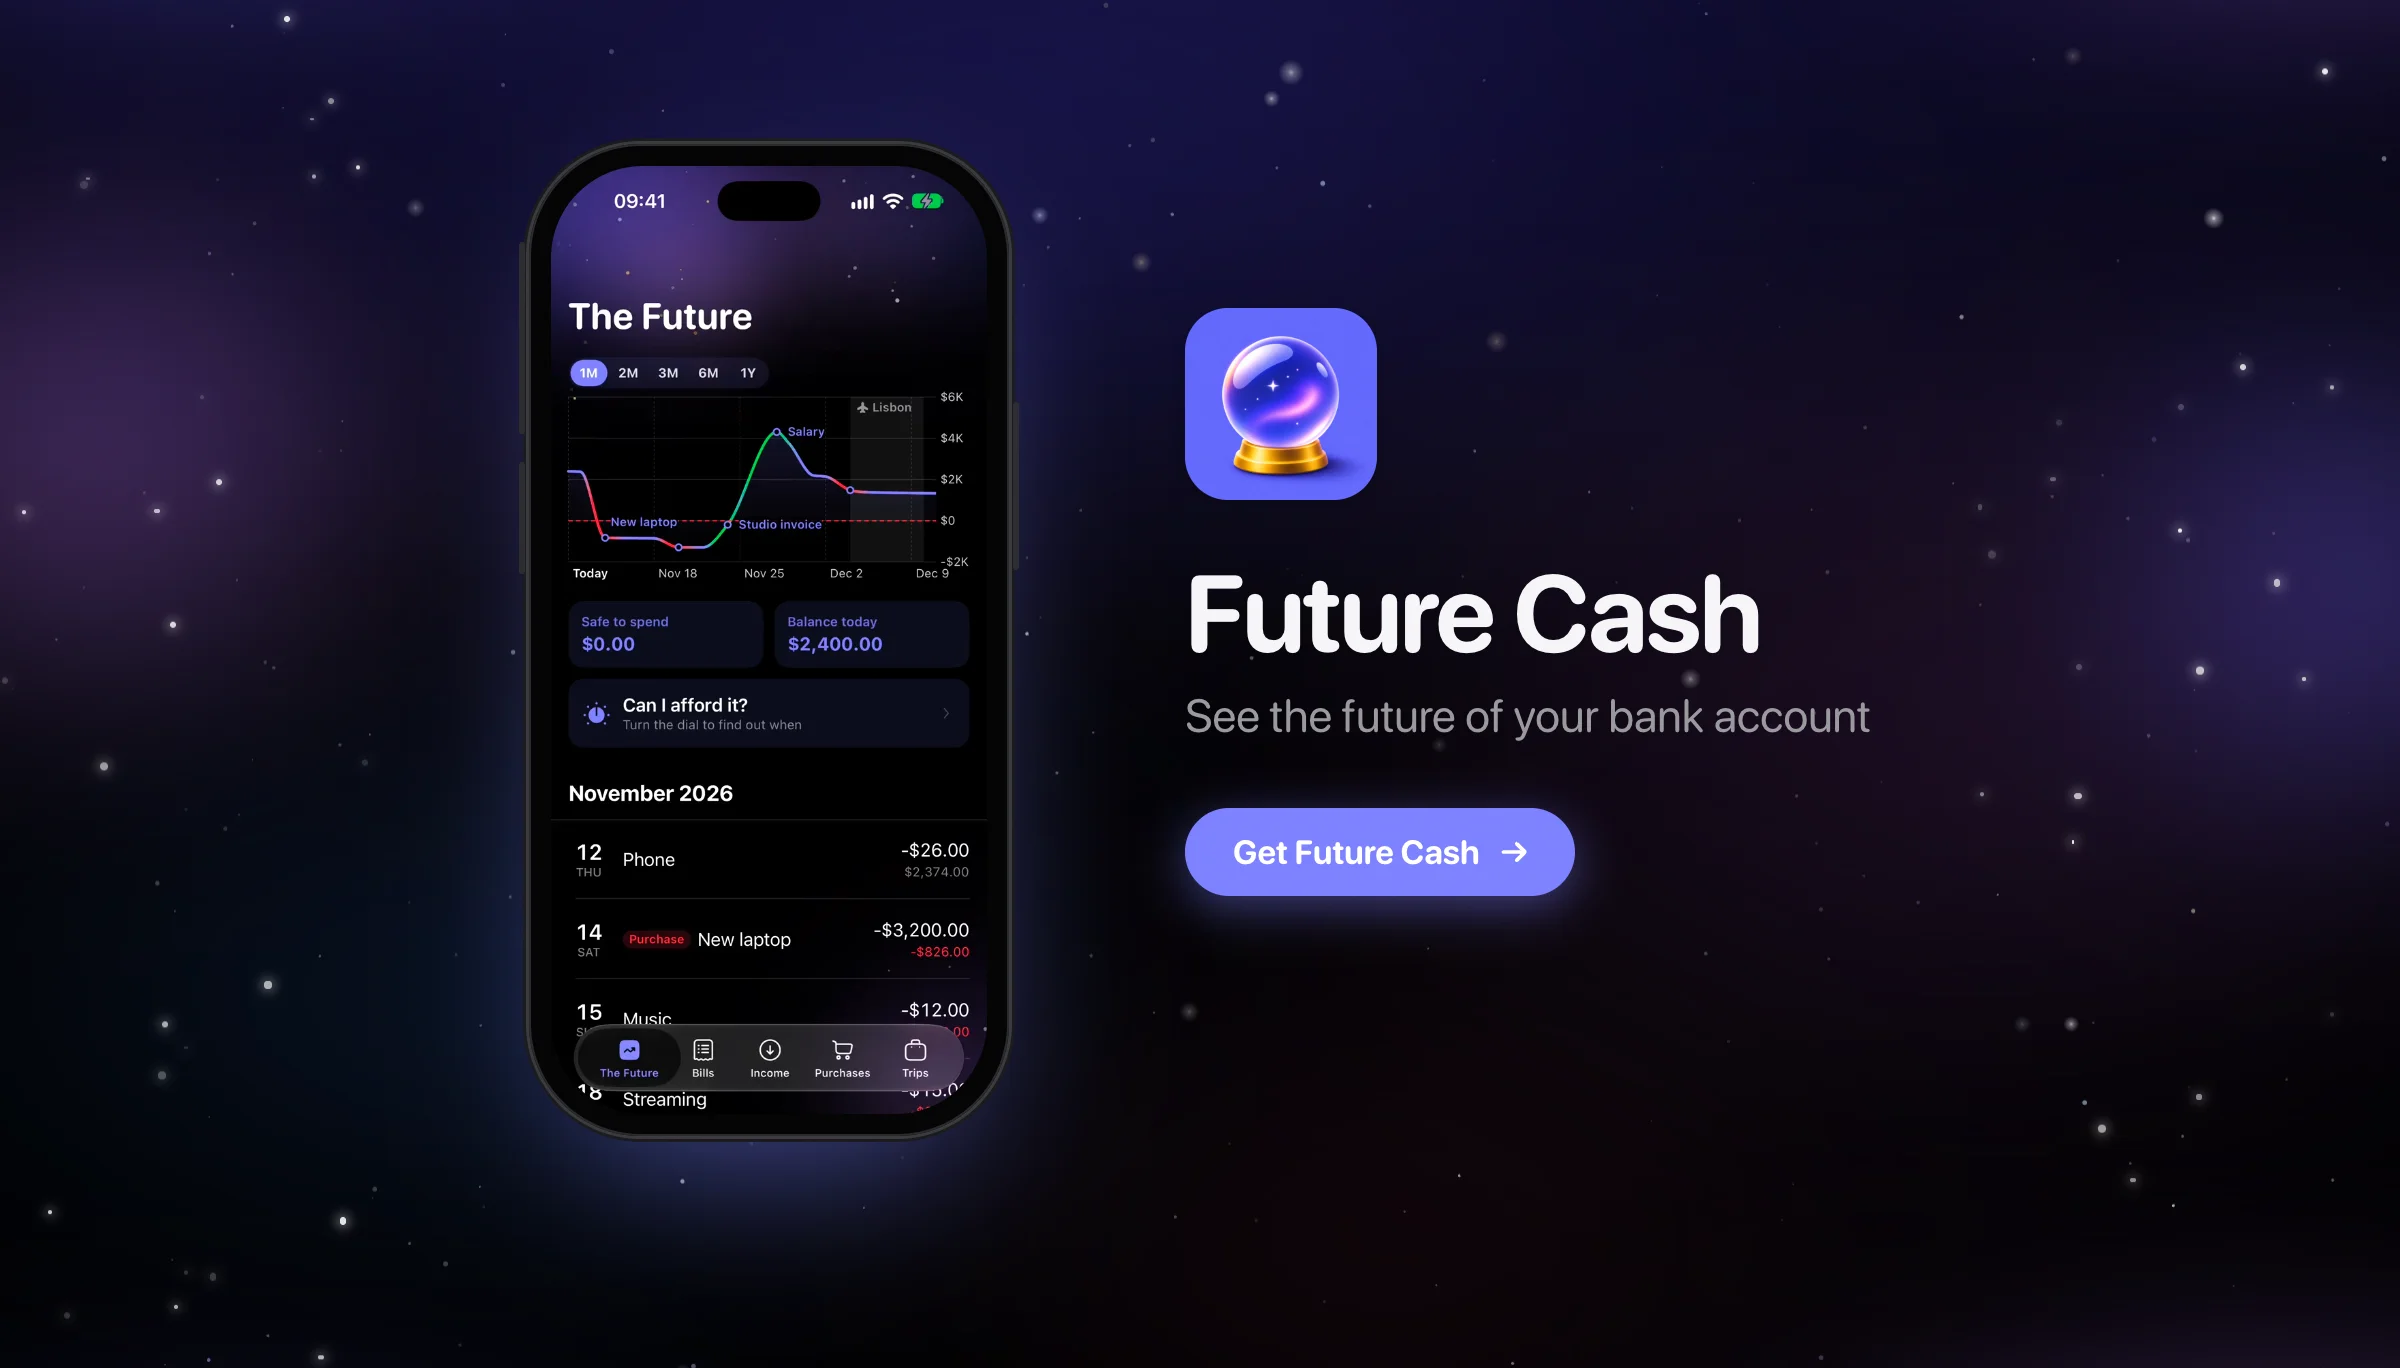 09:41
The Future
1M 2M 3M 6M 1Y
$6K
Lisbon
Salary
$4K
$2K
New laptop
Studio invoice
$0
-$2K
Today Nov 18 Nov 25 Dec 2 Dec 9
Safe to spend
$0.00
Balance today
$2,400.00
Can I afford it?
Turn the dial to find out when
November 2026
12 Phone -$26.00
THU $2,374.00
14 Purchase New laptop -$3,200.00
SAT -$826.00
15 Music -$12.00
The Future Bills Income Purchases Trips
18 Streaming
Future Cash
See the future of your bank account
Get Future Cash →